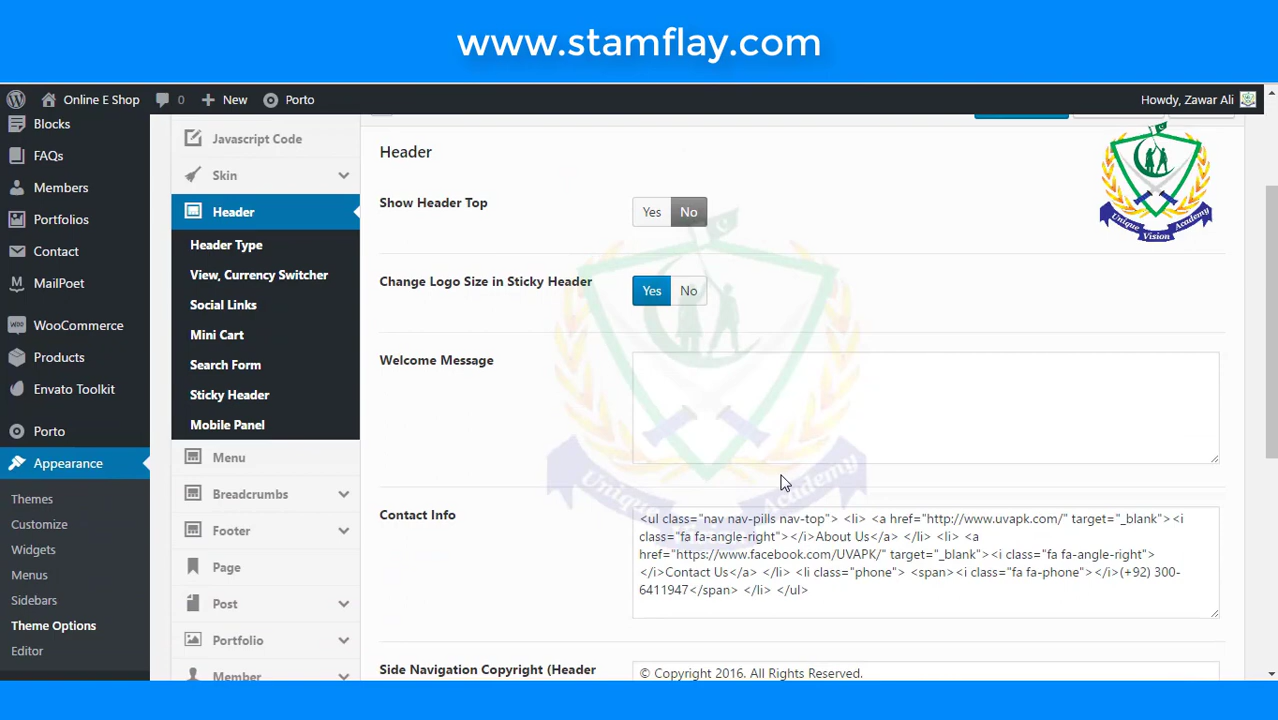 www.stamflay.com
Online E Shop
0
New
Porto
Howdy, Zawar Ali
Blocks
FAQs
Members
Portfolios
Contact
MailPoet
WooCommerce
Products
Envato Toolkit
Porto
Appearance
Themes
Customize
Widgets
Menus
Sidebars
Theme Options
Editor
Javascript Code
Skin
Header
Header Type
View, Currency Switcher
Social Links
Mini Cart
Search Form
Sticky Header
Mobile Panel
Menu
Breadcrumbs
Footer
Page
Post
Portfolio
Member
Header
Show Header Top
Yes No
Change Logo Size in Sticky Header
Yes No
Welcome Message
Contact Info
<ul class="nav nav-pills nav-top"> <li> <a href="http://www.uvapk.com/" target="_blank"><i
class="fa fa-angle-right"></i>About Us</a> </li> <li> <a
href="https://www.facebook.com/UVAPK/" target="_blank"><i class="fa fa-angle-right">
</i>Contact Us</a> </li> <li class="phone"> <span><i class="fa fa-phone"></i>(+92) 300-
6411947</span> </li> </ul>
Side Navigation Copyright (Header
© Copyright 2016. All Rights Reserved.
Unique Vision Academy
Unique Vision Academy